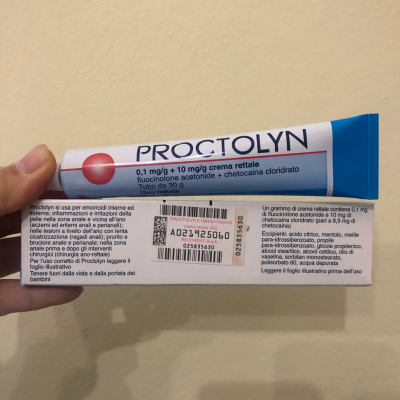 PROCTOLYN
0,1 mg/g + 10 mg/g crema rettale
fluocinolone acetonide + chetocaina cloridrato
Tubo da 30 g
Uso rettale
Proctolyn si usa per emorroidi interne ed
esterne; infiammazioni e irritazioni della
pelle nella zona anale e vicina all'ano
(eczemi ed eritemi anali e perianali);
nelle lesioni a livello dell'ano con lenta
cicatrizzazione (ragadi anali); prurito e
bruciore anale e perianale; nella zona
anale prima e dopo gli interventi
chirurgici (chirurgia ano-rettale)
Per l'uso corretto di Proctolyn leggere il
foglio illustrativo
Tenere fuori dalla vista e dalla portata dei
bambini
A021925060
025835630
025835630
Un grammo di crema rettale contiene 0,1 mg
di fluocinolone acetonide e 10 mg di
chetocaina cloridrato (pari a 8,9 mg di
chetocaina)
Eccipienti: acido citrico, mentolo, metile
para-idrossibenzoato, propile
para-idrossibenzoato, glicole propilenico,
alcool stearilico, alcool cetilico, olio di
vaselina, sorbitan monostearato,
polisorbato 60, acqua depurata
Leggere il foglio illustrativo prima dell'uso